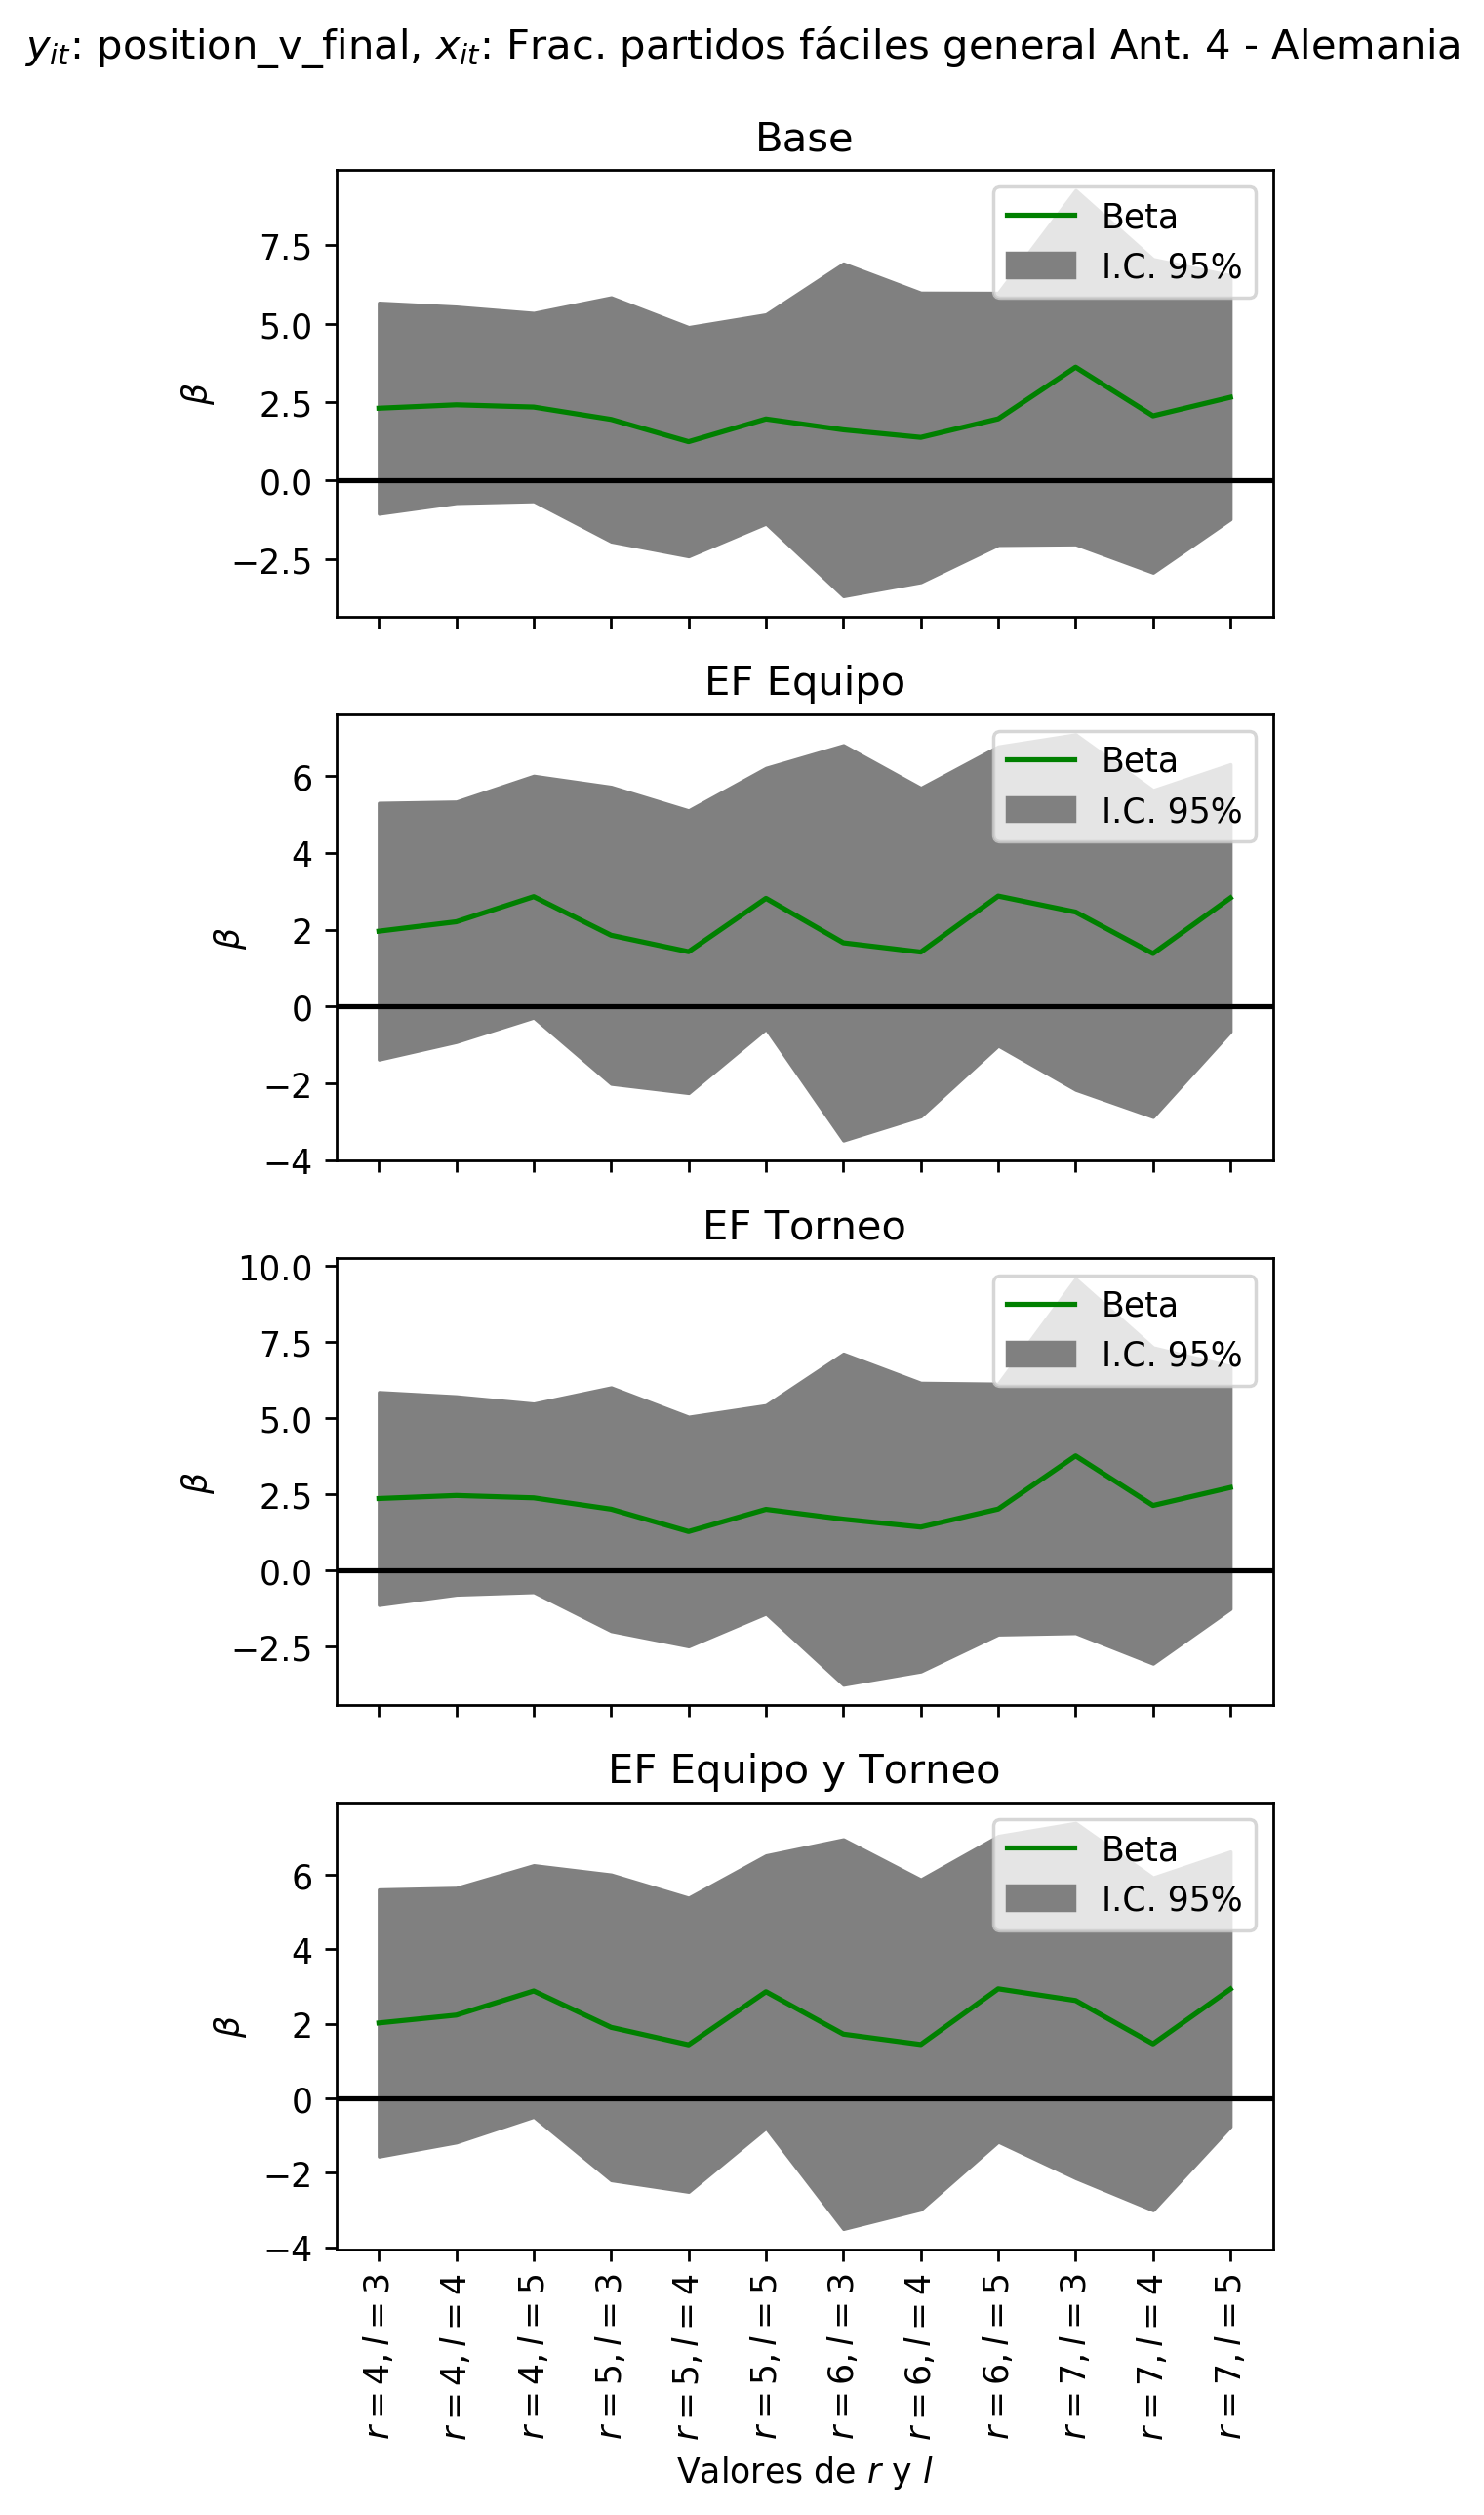 y_it: position_v_final, x_it: Frac. partidos fáciles general Ant. 4 - Alemania
Base
Beta
I.C. 95%
7.5
5.0
2.5
0.0
−2.5
β
EF Equipo
Beta
I.C. 95%
6
4
2
0
−2
−4
β
EF Torneo
Beta
I.C. 95%
10.0
7.5
5.0
2.5
0.0
−2.5
β
EF Equipo y Torneo
Beta
I.C. 95%
6
4
2
0
−2
−4
β
r = 4, l = 3
r = 4, l = 4
r = 4, l = 5
r = 5, l = 3
r = 5, l = 4
r = 5, l = 5
r = 6, l = 3
r = 6, l = 4
r = 6, l = 5
r = 7, l = 3
r = 7, l = 4
r = 7, l = 5
Valores de r y l